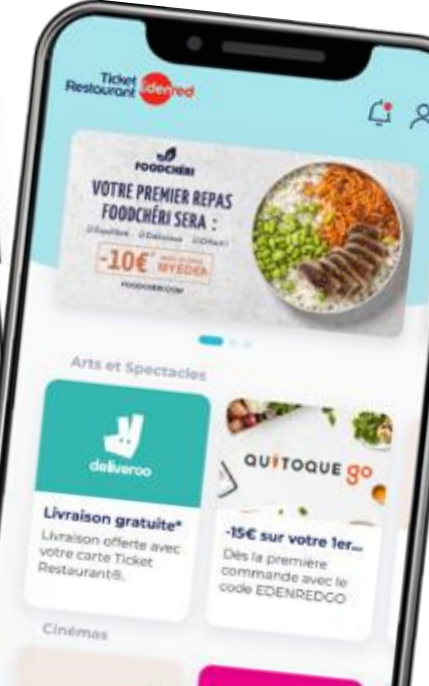 Ticket
Restaurant Edenred
FOODCHÉRI
VOTRE PREMIER REPAS
FOODCHÉRI SERA :
-10€
MYEDEN
FOODCHERI.COM
Arts et Spectacles
deliveroo
Livraison gratuite*
Livraison offerte avec
votre carte Ticket
Restaurant®.
QUITOQUE go
-15€ sur votre 1er...
Dès la première
commande avec le
code EDENREDGO
Cinémas